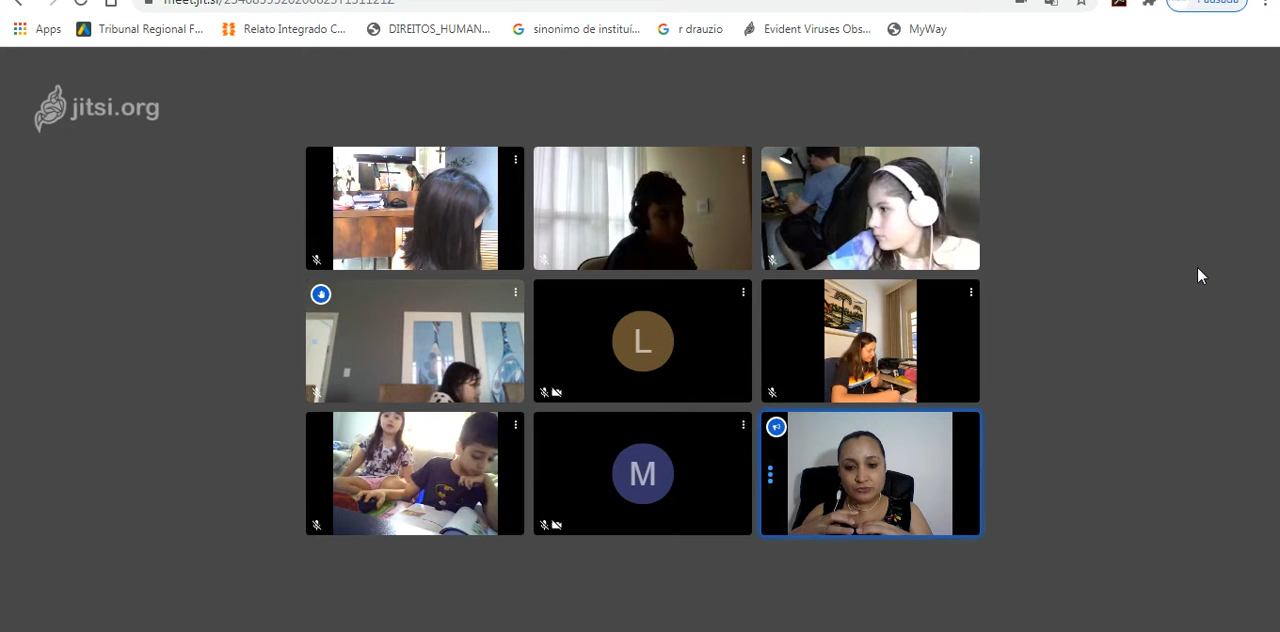 Apps Tribunal Regional F... Relato Integrado C... DIREITOS_HUMAN... sinonimo de instituí... r drauzio Evident Viruses Obs... MyWay
jitsi.org
L
M